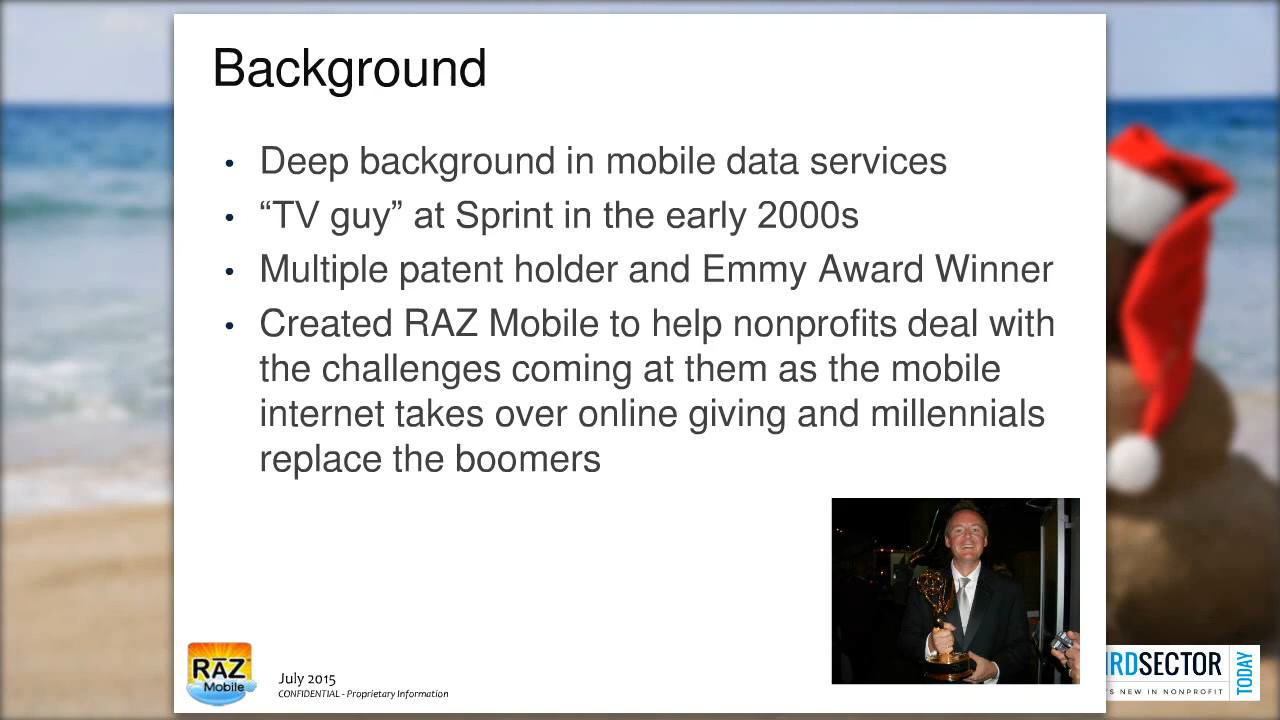 Background
• Deep background in mobile data services
• “TV guy” at Sprint in the early 2000s
• Multiple patent holder and Emmy Award Winner
• Created RAZ Mobile to help nonprofits deal with
the challenges coming at them as the mobile
internet takes over online giving and millennials
replace the boomers
RĀZ
Mobile
July 2015
CONFIDENTIAL - Proprietary Information
IRDSECTOR
TODAY
'S NEW IN NONPROFIT